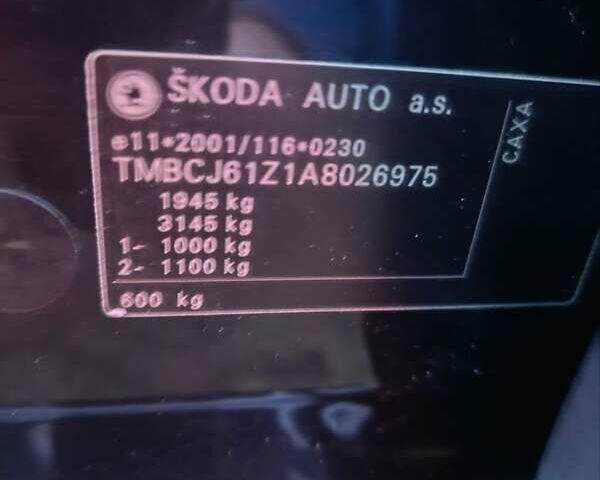 ŠKODA AUTO a.s.
e11*2001/116*0230
TMBCJ61Z1A8026975
1945 kg
3145 kg
1- 1000 kg
2- 1100 kg
600 kg
CAXA